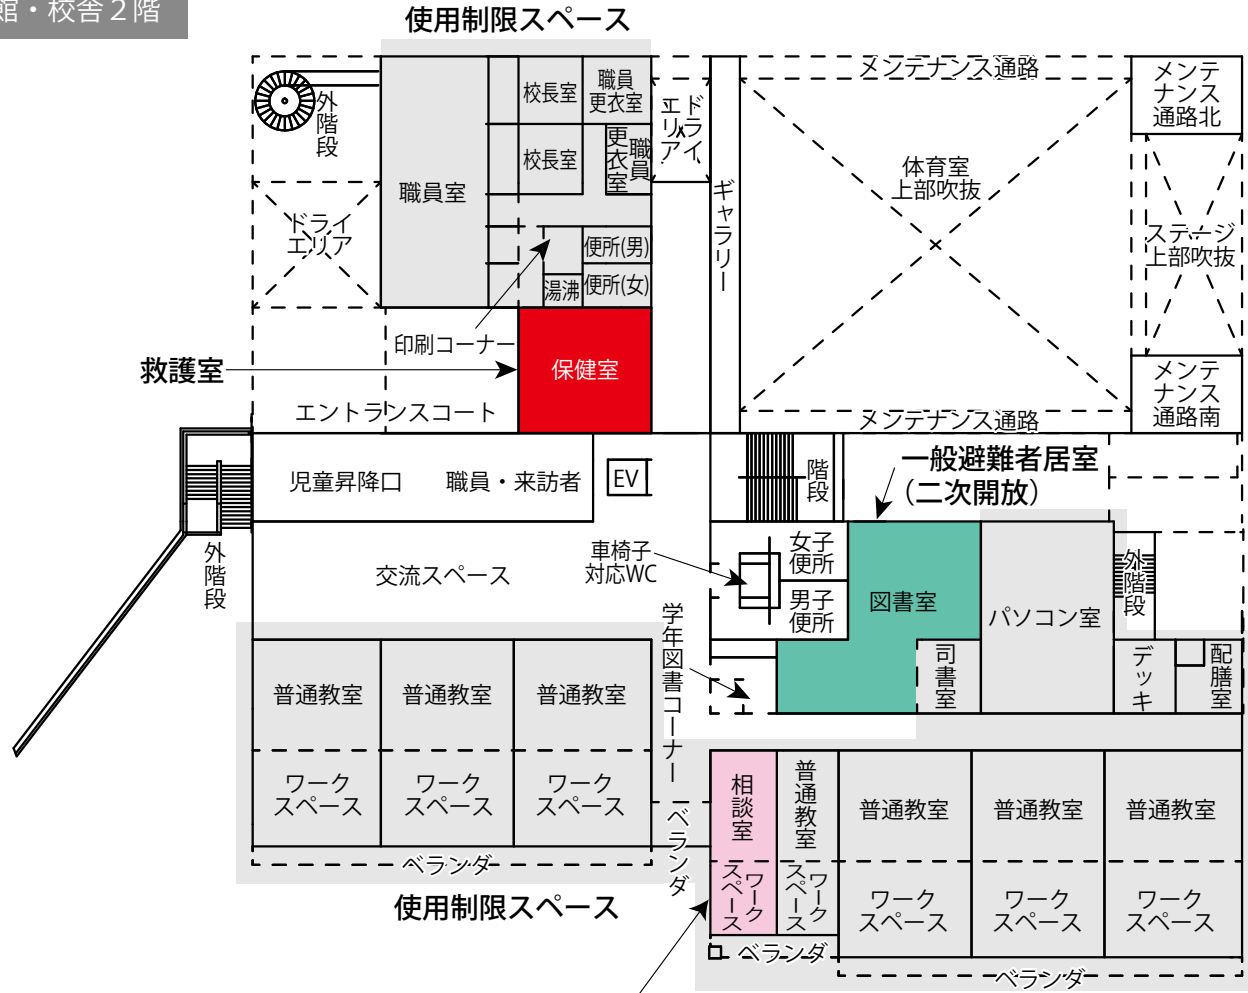 館・校舎２階
使用制限スペース
外階段
職員室
校長室
職員
更衣室
校長室
職員
更衣室
ドライ
エリア
ドライ
エリア
便所(男)
便所(女)
湯沸
印刷コーナー
保健室
救護室
エントランスコート
ギャラリー
メンテナンス通路
体育室
上部吹抜
メンテナンス通路
メンテ
ナンス
通路北
ステージ
上部吹抜
メンテ
ナンス
通路南
児童昇降口
職員・来訪者
EV
階段
一般避難者居室
（二次開放）
外階段
交流スペース
車椅子
対応WC
女子
便所
男子
便所
図書室
パソコン室
外階段
司書室
デッキ
配膳室
学年図書コーナー
普通教室
普通教室
普通教室
ワーク
スペース
ワーク
スペース
ワーク
スペース
ベランダ
ベランダ
使用制限スペース
相談室
普通教室
普通教室
普通教室
普通教室
ワーク
スペース
ワーク
スペース
ワーク
スペース
ワーク
スペース
ワーク
スペース
ベランダ
ベランダ